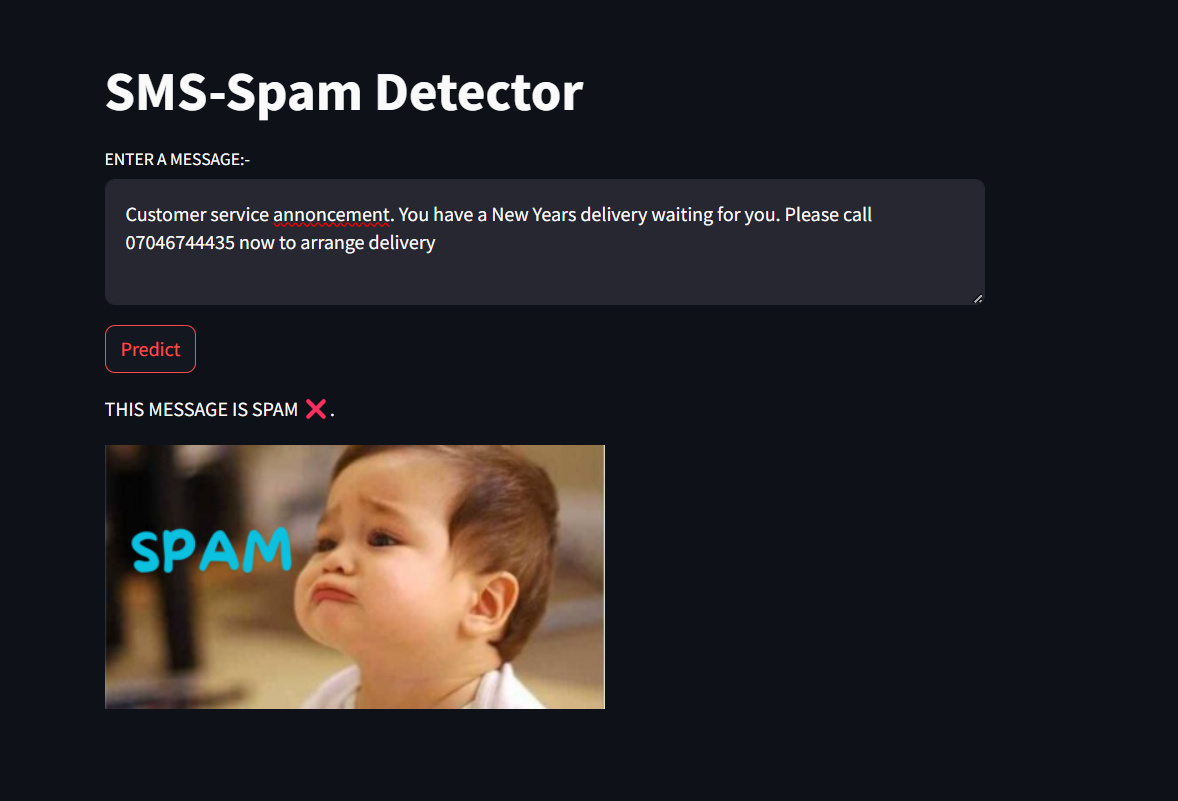 SMS-Spam Detector
ENTER A MESSAGE:-
Customer service annoncement. You have a New Years delivery waiting for you. Please call
07046744435 now to arrange delivery
Predict
THIS MESSAGE IS SPAM ❌.
SPAM